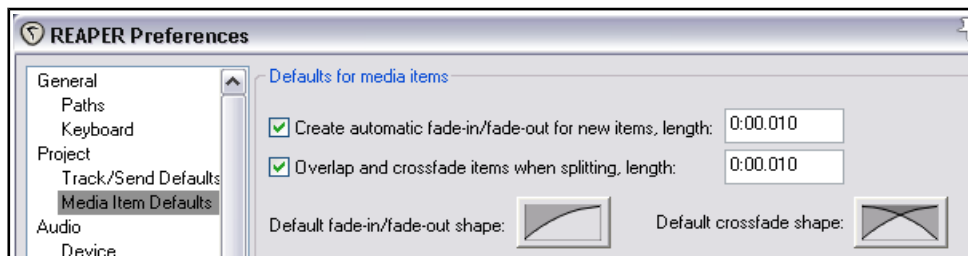 REAPER Preferences
General
Paths
Keyboard
Project
Track/Send Defaults
Media Item Defaults
Audio
Device
Defaults for media items
Create automatic fade-in/fade-out for new items, length: 0:00.010
Overlap and crossfade items when splitting, length: 0:00.010
Default fade-in/fade-out shape: Default crossfade shape: